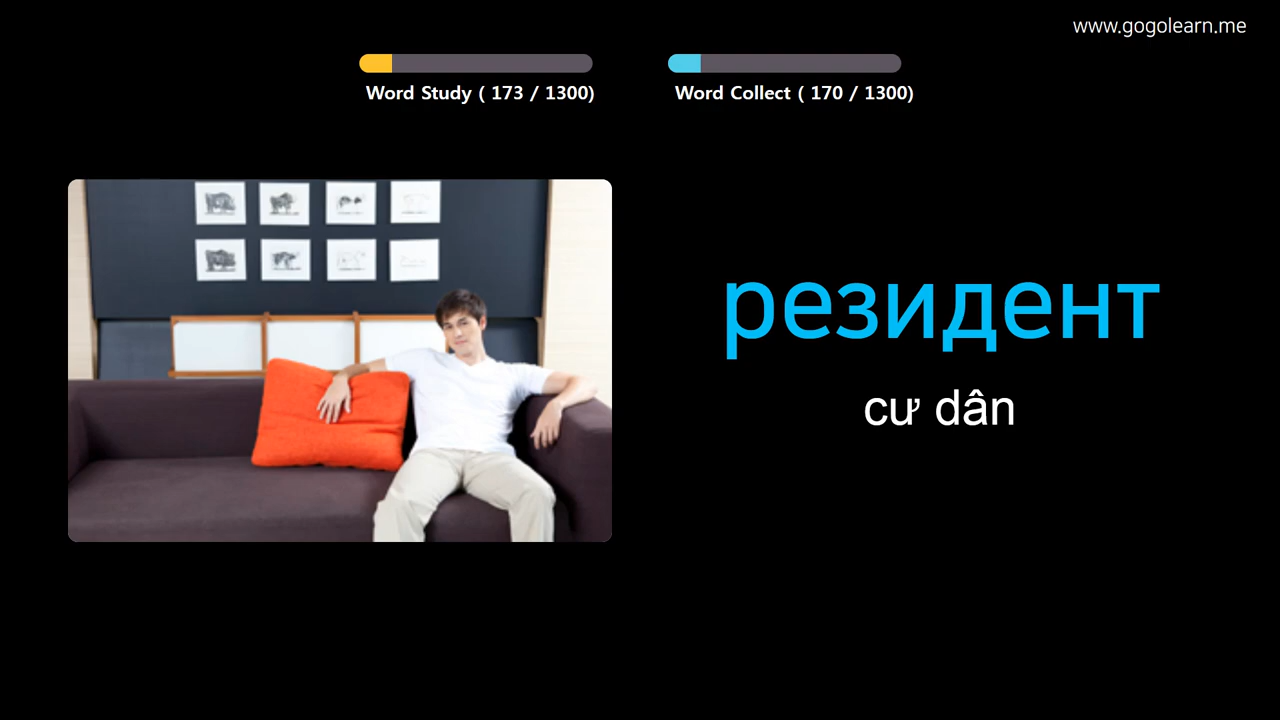 www.gogolearn.me
Word Study ( 173 / 1300)
Word Collect ( 170 / 1300)
резидент
cư dân